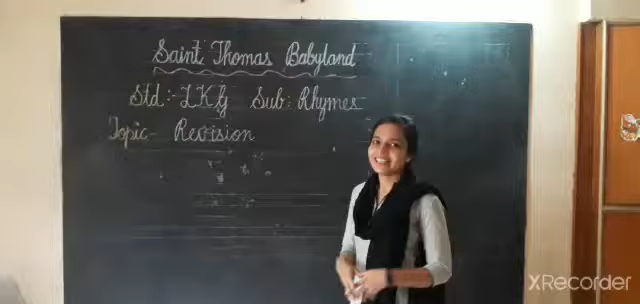 Saint Thomas Babyland
Std :- LKG Sub : Rhymes
Topic - Revision
XRecorder